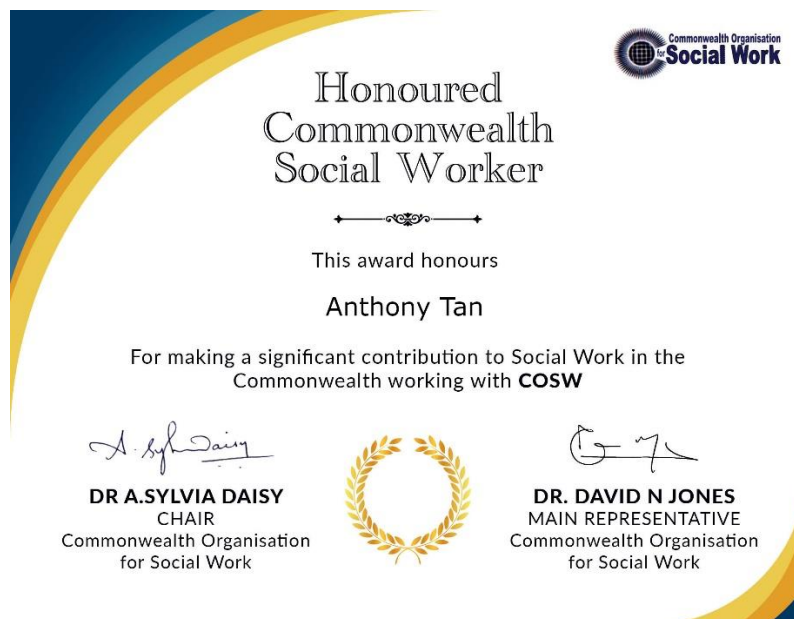 Commonwealth Organisation
for Social Work
Honoured
Commonwealth
Social Worker
This award honours
Anthony Tan
For making a significant contribution to Social Work in the
Commonwealth working with COSW
A. Sylvia Daisy
DR A.SYLVIA DAISY
CHAIR
Commonwealth Organisation
for Social Work
DR. DAVID N JONES
MAIN REPRESENTATIVE
Commonwealth Organisation
for Social Work